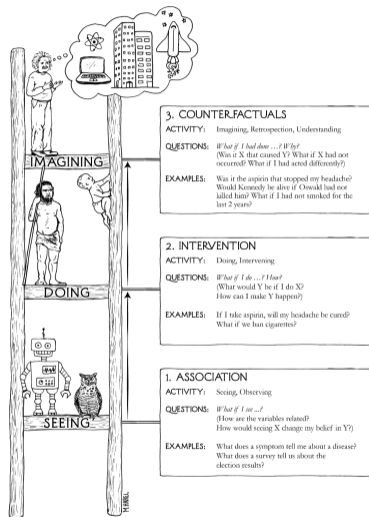 3. COUNTERFACTUALS
ACTIVITY: Imagining, Retrospection, Understanding
QUESTIONS: What if I had done …? Why?
(Was it X that caused Y? What if X had not
occurred? What if I had acted differently?)
EXAMPLES: Was it the aspirin that stopped my headache?
Would Kennedy be alive if Oswald had not
killed him? What if I had not smoked for the
last 2 years?
IMAGINING
2. INTERVENTION
ACTIVITY: Doing, Intervening
QUESTIONS: What if I do …? How?
(What would Y be if I do X?
How can I make Y happen?)
EXAMPLES: If I take aspirin, will my headache be cured?
What if we ban cigarettes?
DOING
1. ASSOCIATION
ACTIVITY: Seeing, Observing
QUESTIONS: What if I see …?
(How are the variables related?
How would seeing X change my belief in Y?)
EXAMPLES: What does a symptom tell me about a disease?
What does a survey tell us about the
election results?
SEEING